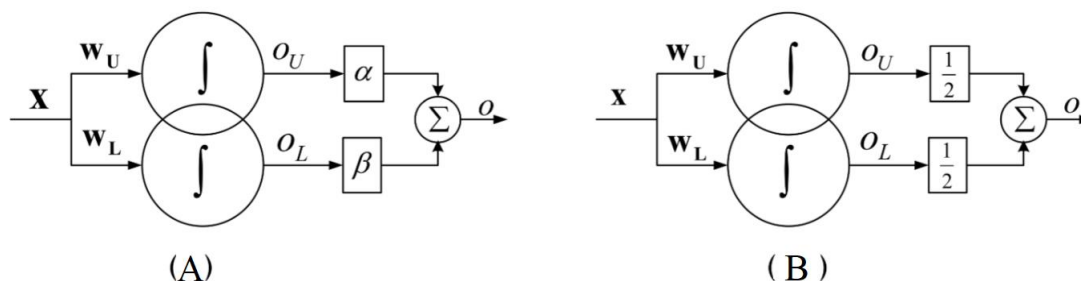 W_U ∫ O_U α
X Σ o
W_L ∫ O_L β
(A)
W_U ∫ O_U 1/2
x Σ o
W_L ∫ O_L 1/2
( B )